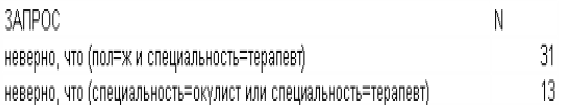 ЗАПРОС N
неверно, что (пол=ж и специальность=терапевт) 31
неверно, что (специальность=окулист или специальность=терапевт) 13